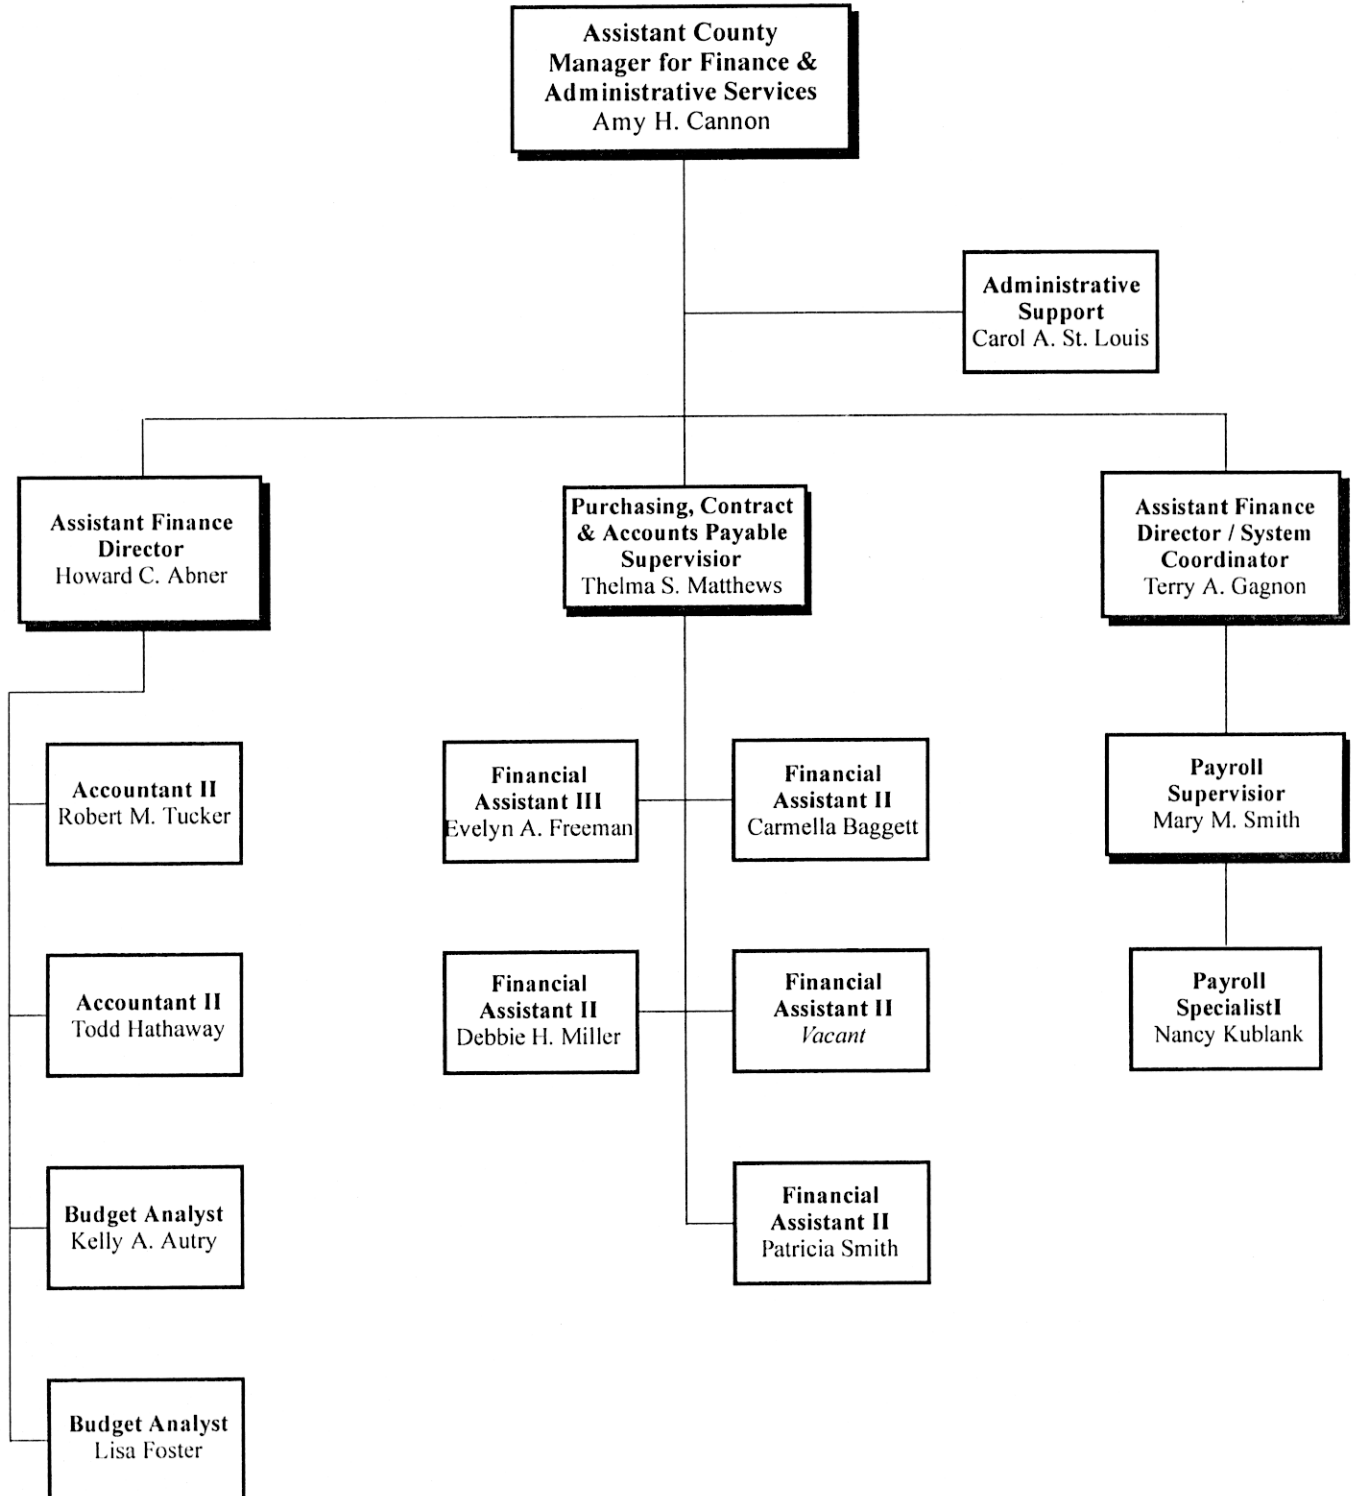 Assistant County
Manager for Finance &
Administrative Services
Amy H. Cannon
Administrative
Support
Carol A. St. Louis
Assistant Finance
Director
Howard C. Abner
Purchasing, Contract
& Accounts Payable
Supervisior
Thelma S. Matthews
Assistant Finance
Director / System
Coordinator
Terry A. Gagnon
Accountant II
Robert M. Tucker
Financial
Assistant III
Evelyn A. Freeman
Financial
Assistant II
Carmella Baggett
Payroll
Supervisior
Mary M. Smith
Accountant II
Todd Hathaway
Financial
Assistant II
Debbie H. Miller
Financial
Assistant II
Vacant
Payroll
SpecialistI
Nancy Kublank
Budget Analyst
Kelly A. Autry
Financial
Assistant II
Patricia Smith
Budget Analyst
Lisa Foster